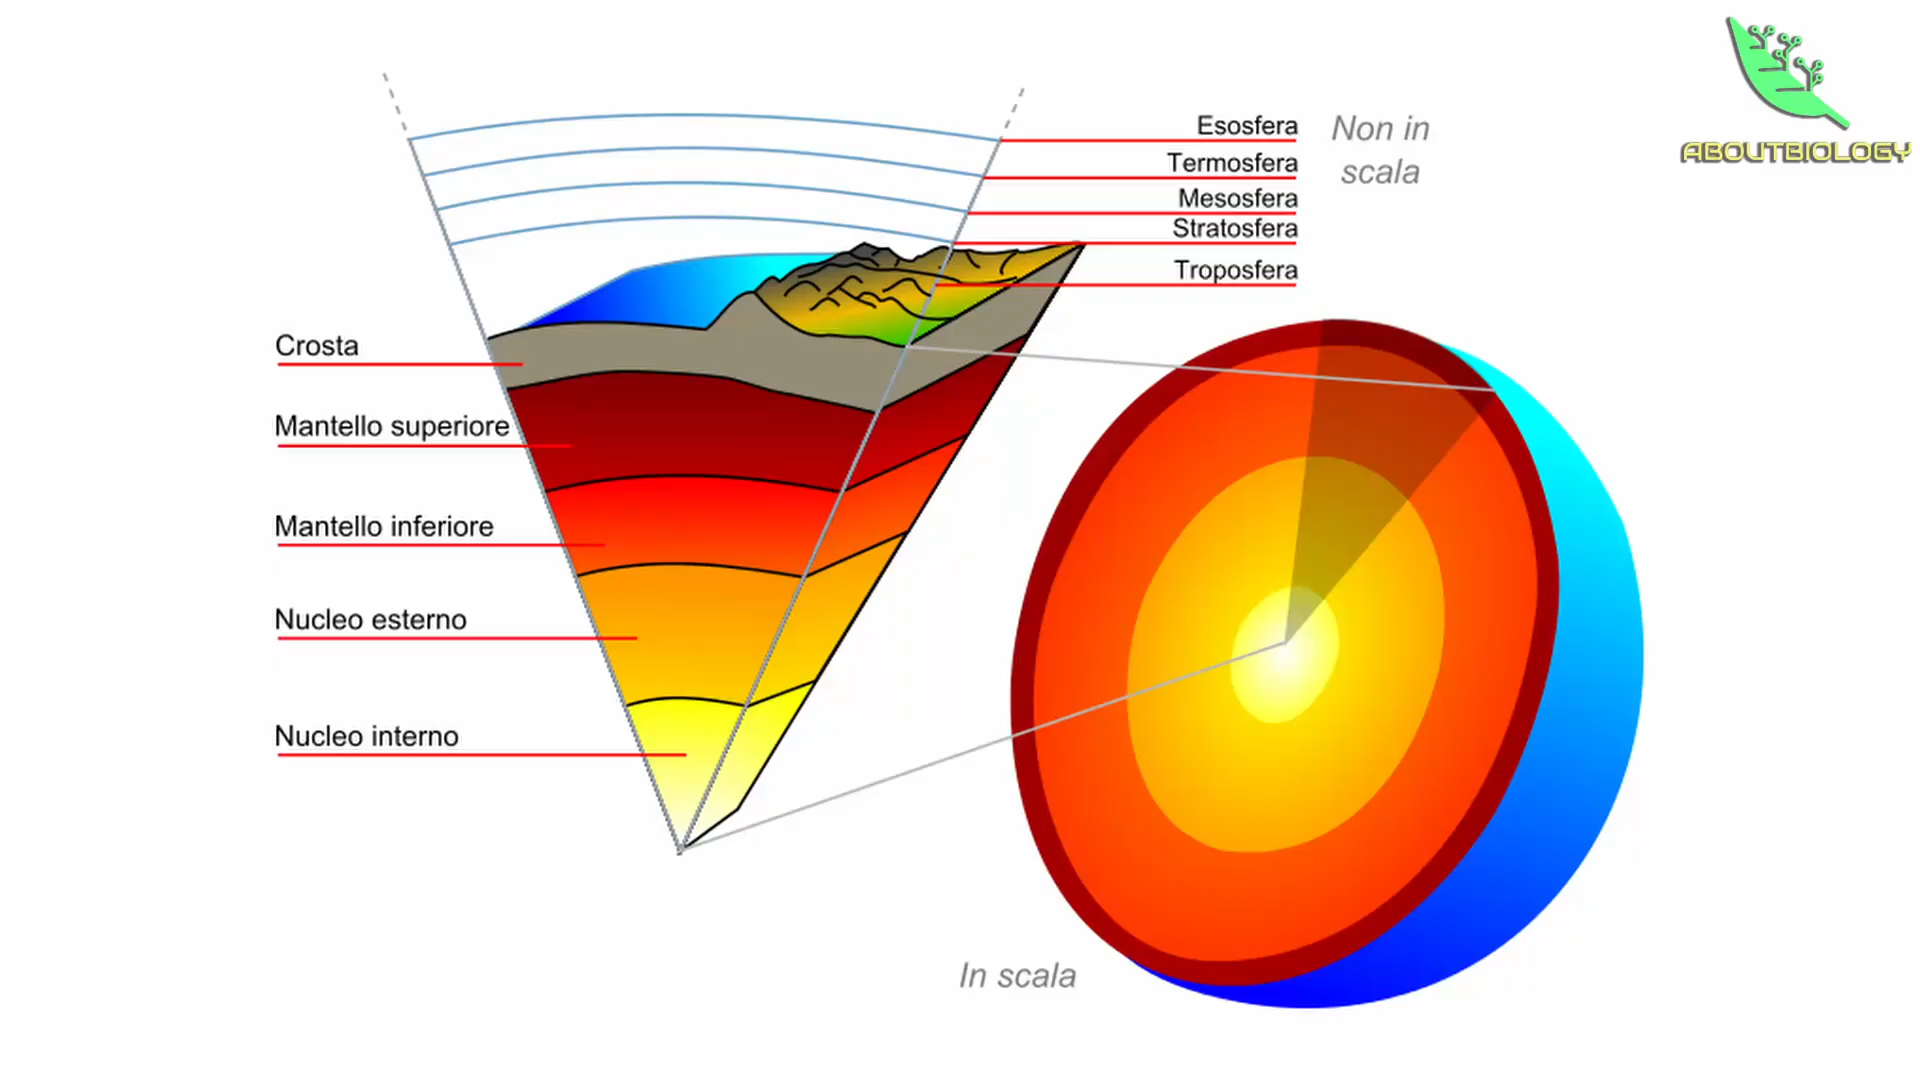 ABOUTBIOLOGY
Esosfera
Non in
scala
Termosfera
Mesosfera
Stratosfera
Troposfera
Crosta
Mantello superiore
Mantello inferiore
Nucleo esterno
Nucleo interno
In scala